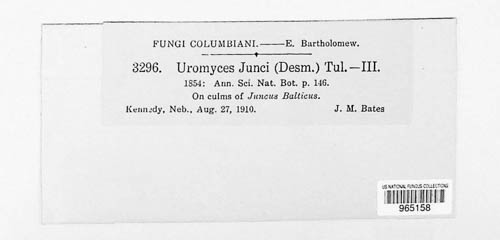 FUNGI COLUMBIANI.——E. Bartholomew.
3296. Uromyces Junci (Desm.) Tul.—III.
1854: Ann. Sci. Nat. Bot. p. 146.
On culms of Juncus Balticus.
Kennedy, Neb., Aug. 27, 1910. J. M. Bates
US NATIONAL FUNGUS COLLECTIONS
965158